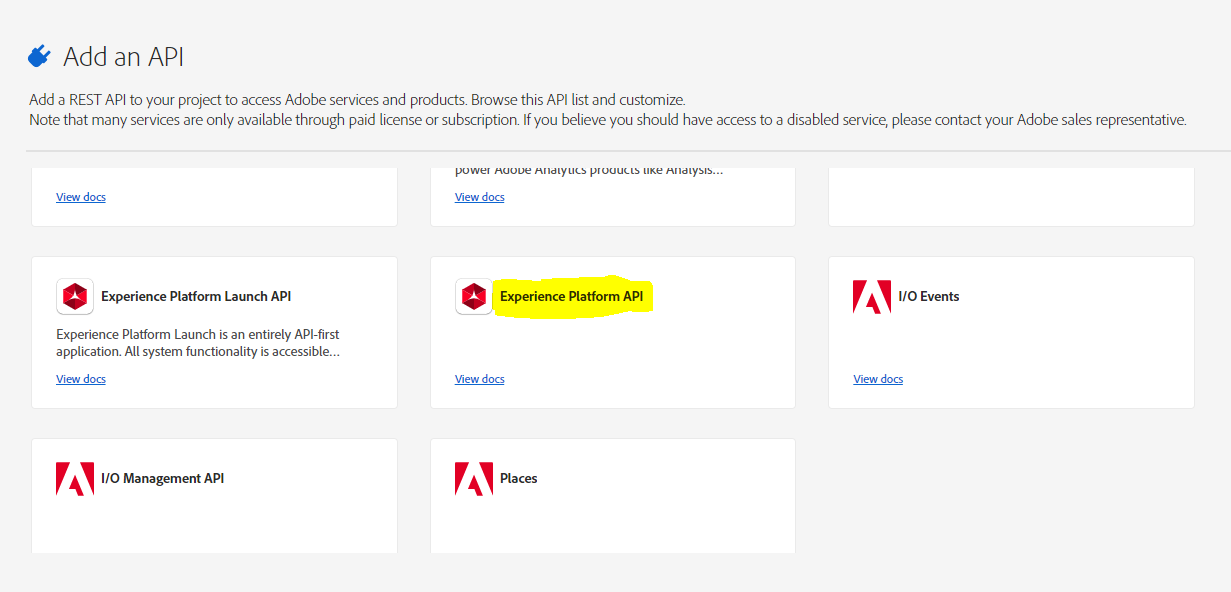 Add an API
Add a REST API to your project to access Adobe services and products. Browse this API list and customize.
Note that many services are only available through paid license or subscription. If you believe you should have access to a disabled service, please contact your Adobe sales representative.
power Adobe Analytics products like Analysis...
View docs
View docs
Experience Platform Launch API
Experience Platform Launch is an entirely API-first
application. All system functionality is accessible...
View docs
Experience Platform API
View docs
I/O Events
View docs
I/O Management API
Places